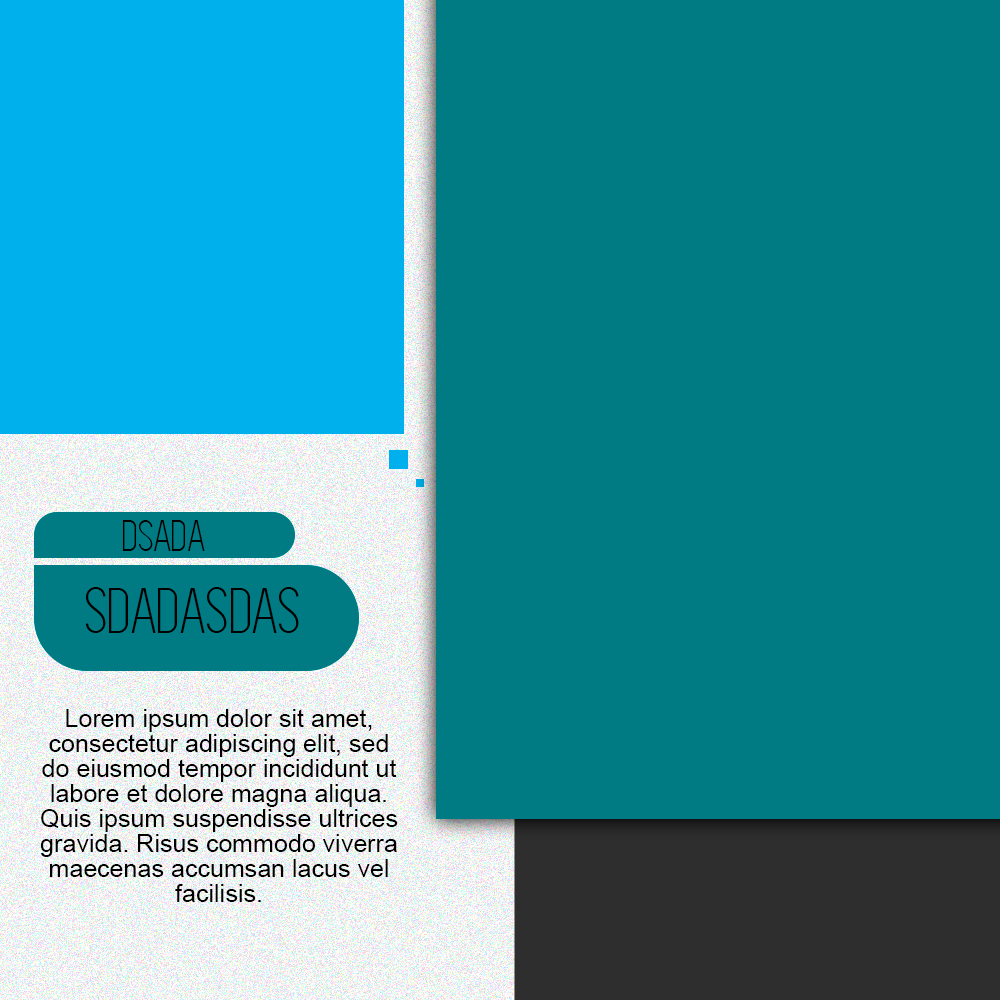 DSADA
SDADASDAS
Lorem ipsum dolor sit amet,
consectetur adipiscing elit, sed
do eiusmod tempor incididunt ut
labore et dolore magna aliqua.
Quis ipsum suspendisse ultrices
gravida. Risus commodo viverra
maecenas accumsan lacus vel
facilisis.